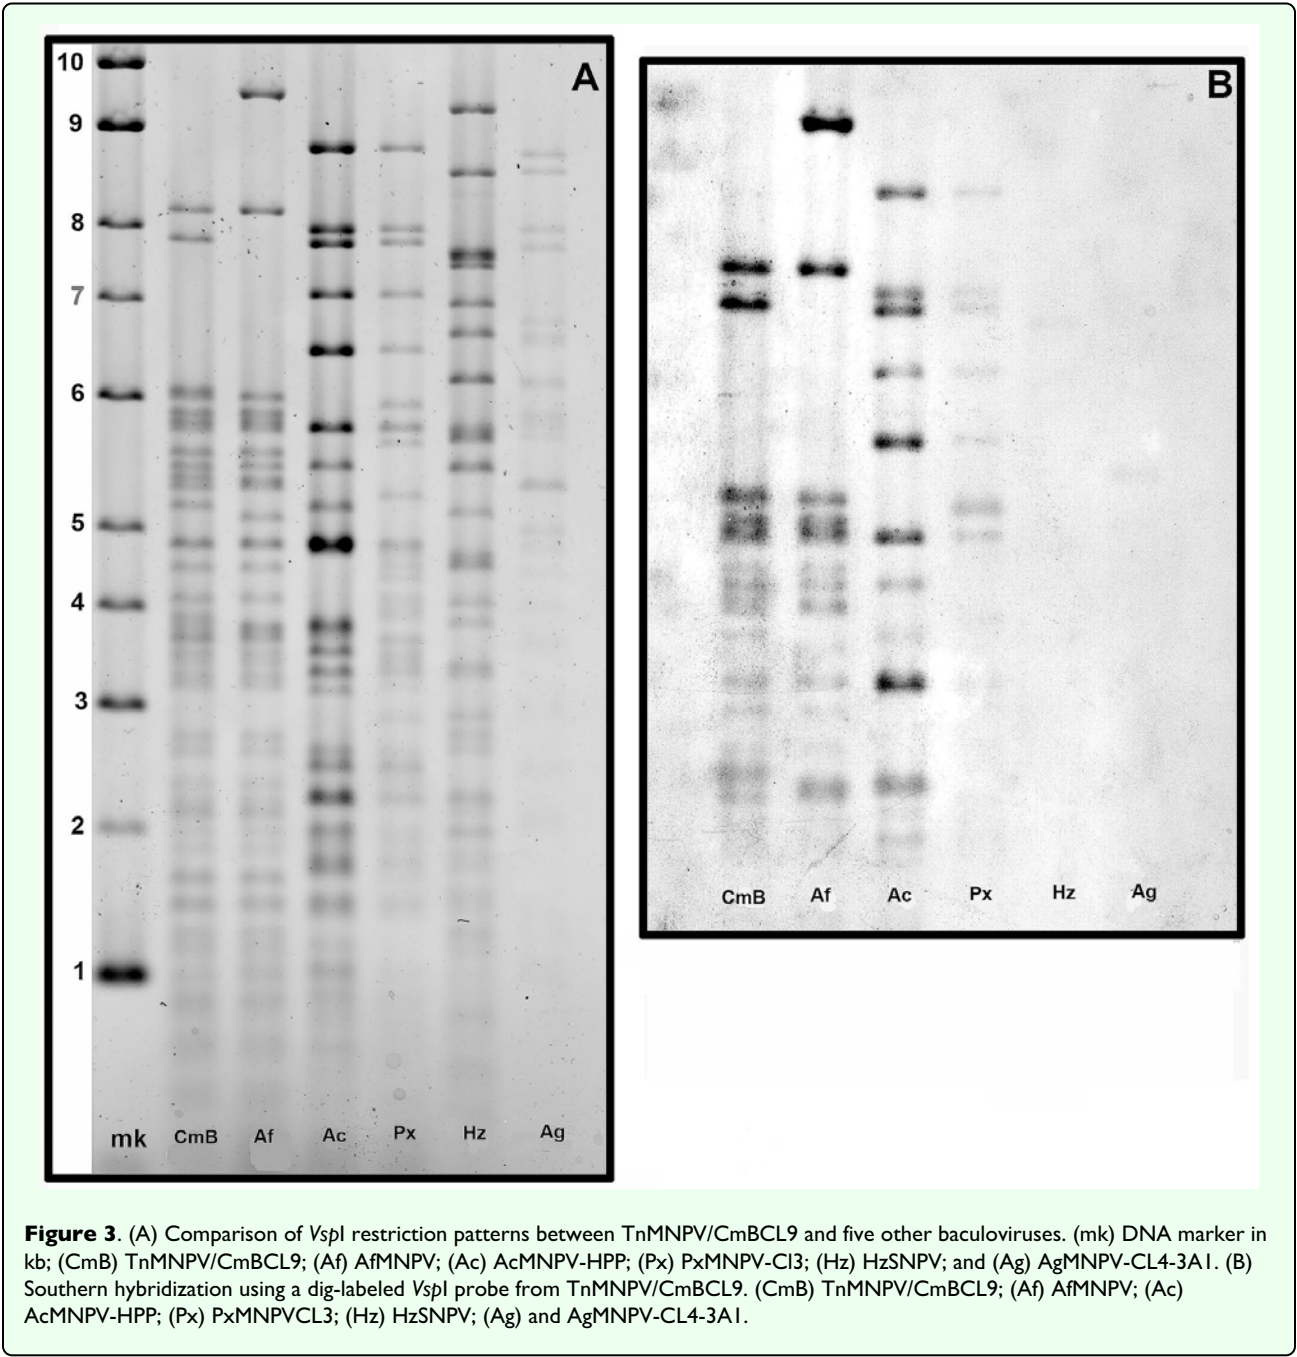 A
10
9
8
7
6
5
4
3
2
1
mk CmB Af Ac Px Hz Ag
B
CmB Af Ac Px Hz Ag
Figure 3. (A) Comparison of VspI restriction patterns between TnMNPV/CmBCL9 and five other baculoviruses. (mk) DNA marker in
kb; (CmB) TnMNPV/CmBCL9; (Af) AfMNPV; (Ac) AcMNPV-HPP; (Px) PxMNPV-Cl3; (Hz) HzSNPV; and (Ag) AgMNPV-CL4-3A1. (B)
Southern hybridization using a dig-labeled VspI probe from TnMNPV/CmBCL9. (CmB) TnMNPV/CmBCL9; (Af) AfMNPV; (Ac)
AcMNPV-HPP; (Px) PxMNPVCL3; (Hz) HzSNPV; (Ag) and AgMNPV-CL4-3A1.